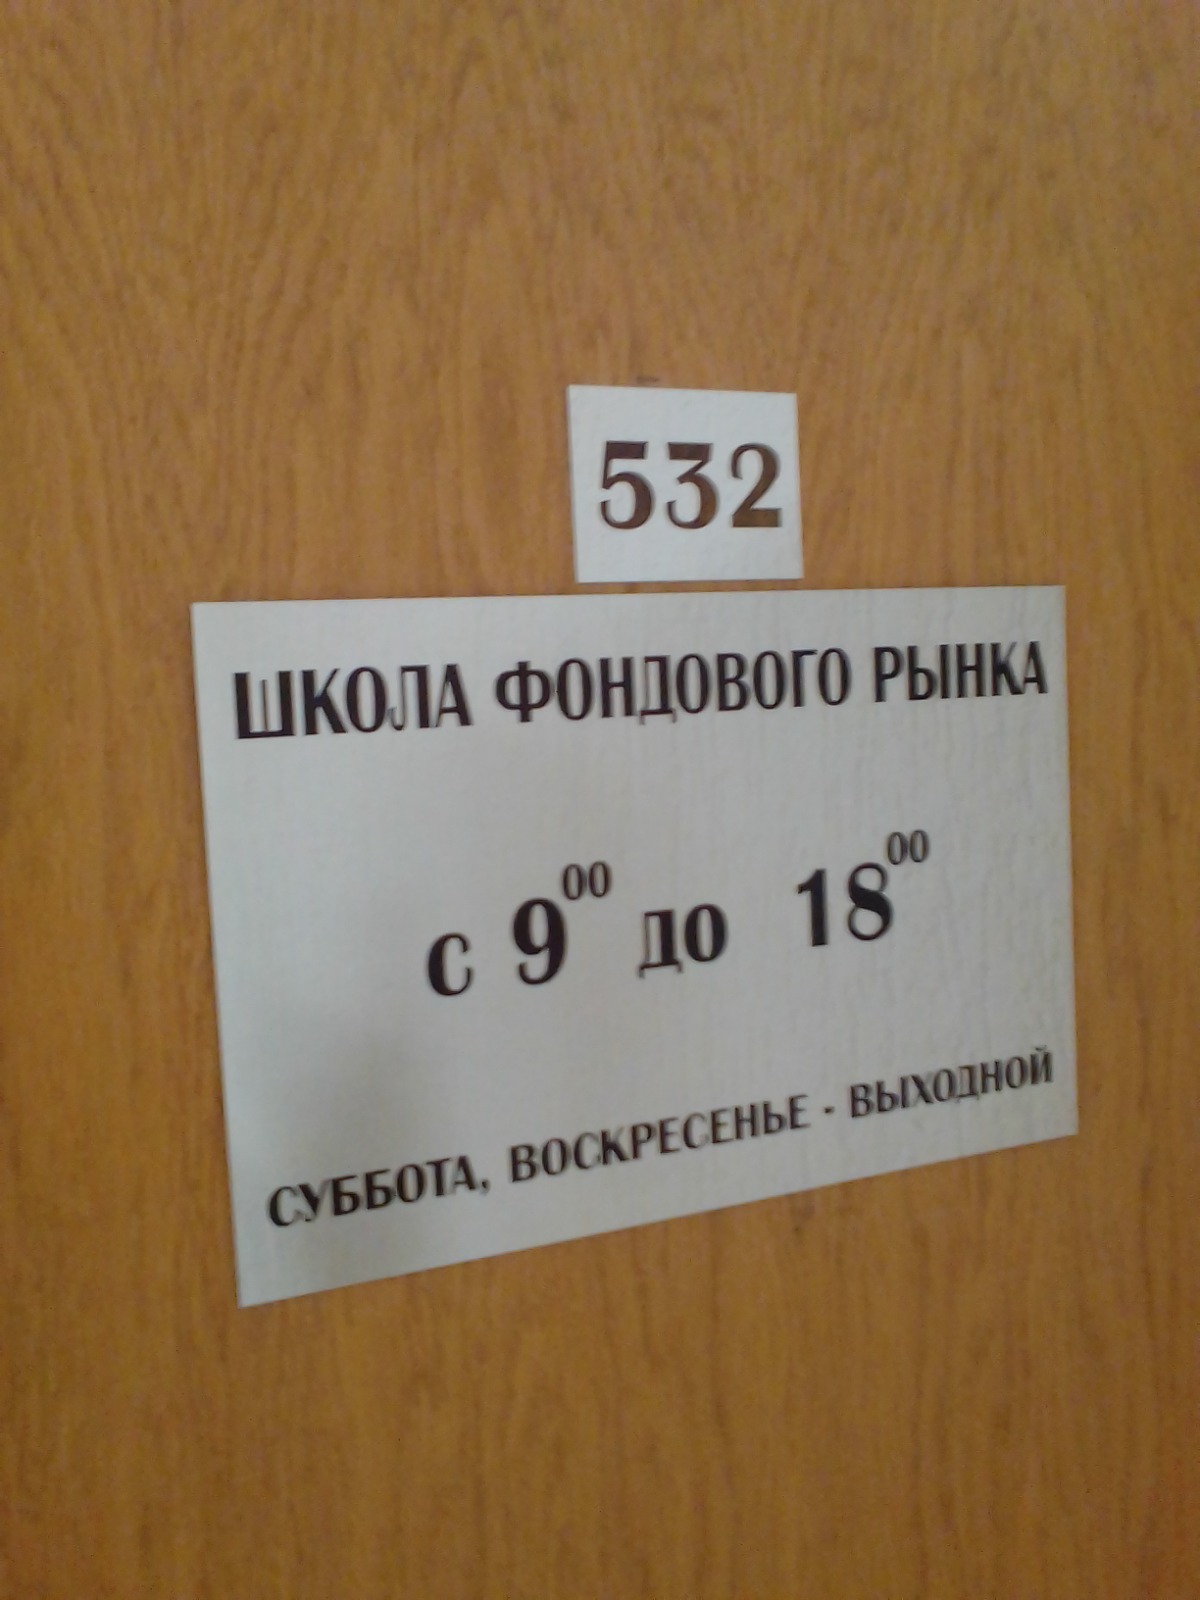 532
ШКОЛА ФОНДОВОГО РЫНКА
с 9⁰⁰ до 18⁰⁰
СУББОТА, ВОСКРЕСЕНЬЕ - ВЫХОДНОЙ